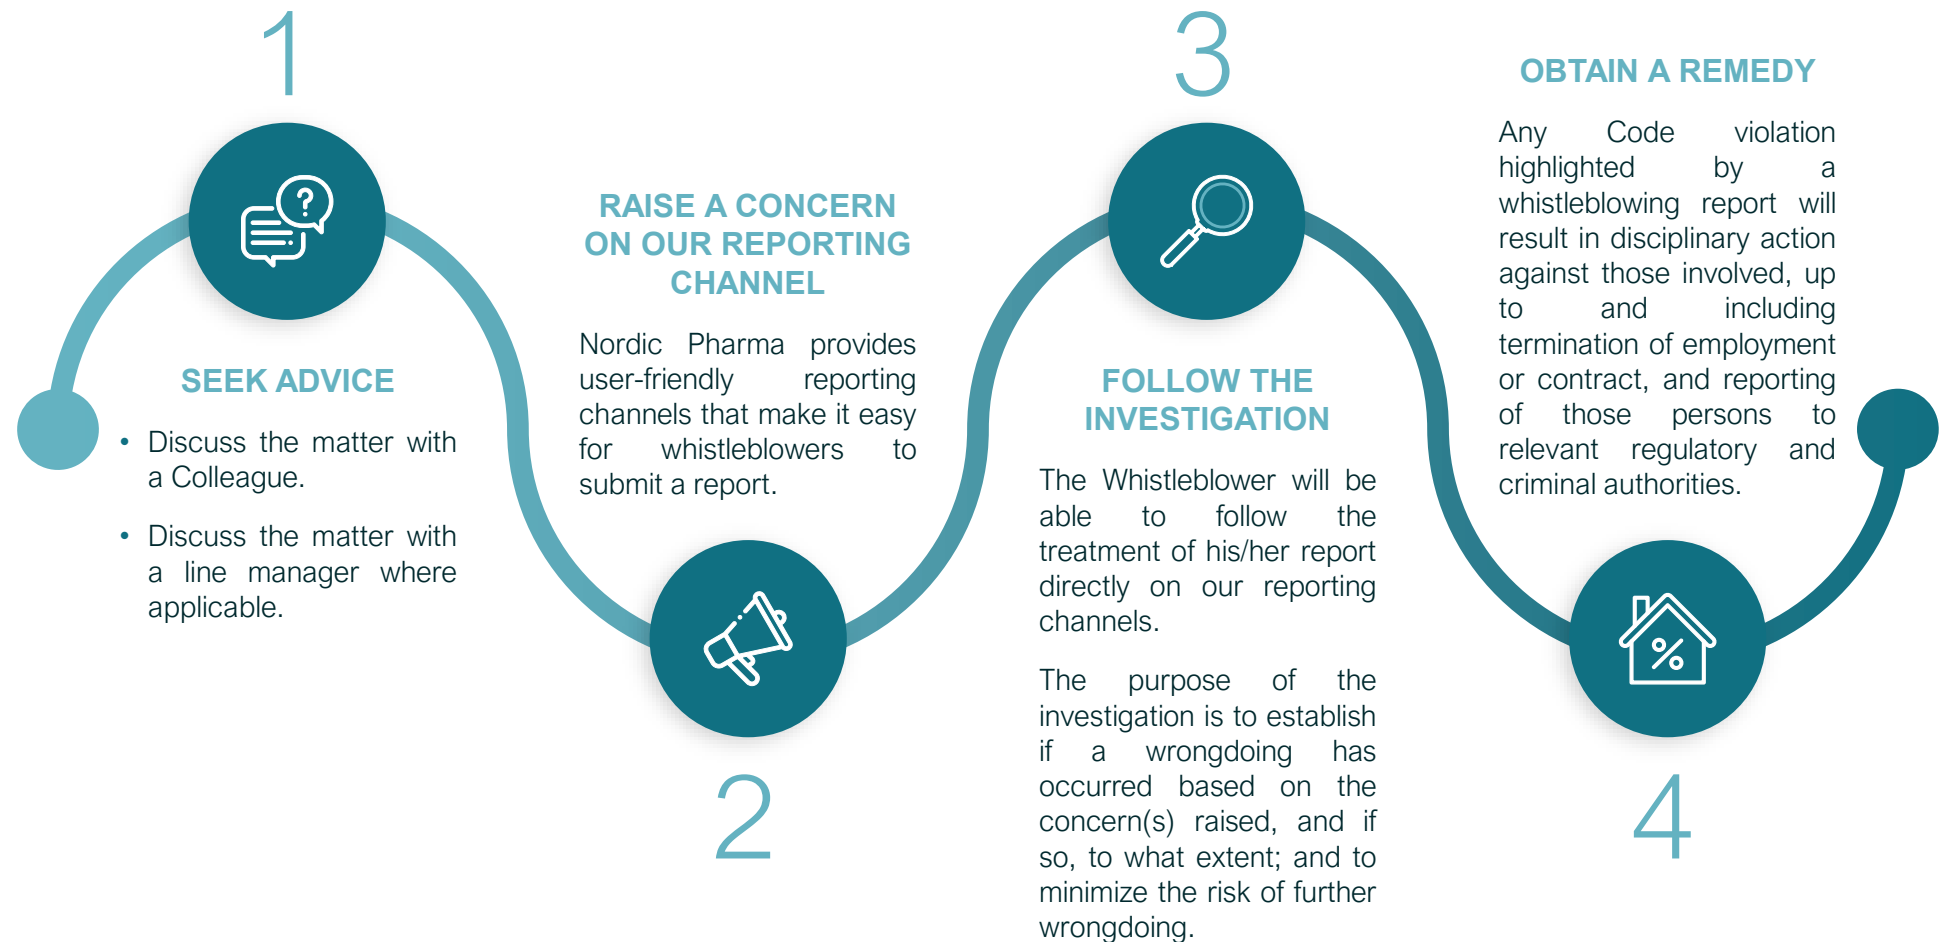 1
SEEK ADVICE
• Discuss the matter with
a Colleague.
• Discuss the matter with
a line manager where
applicable.
RAISE A CONCERN
ON OUR REPORTING
CHANNEL
Nordic Pharma provides
user-friendly reporting
channels that make it easy
for whistleblowers to
submit a report.
2
3
FOLLOW THE
INVESTIGATION
The Whistleblower will be
able to follow the
treatment of his/her report
directly on our reporting
channels.
The purpose of the
investigation is to establish
if a wrongdoing has
occurred based on the
concern(s) raised, and if
so, to what extent; and to
minimize the risk of further
wrongdoing.
OBTAIN A REMEDY
Any Code violation
highlighted by a
whistleblowing report will
result in disciplinary action
against those involved, up
to and including
termination of employment
or contract, and reporting
of those persons to
relevant regulatory and
criminal authorities.
4